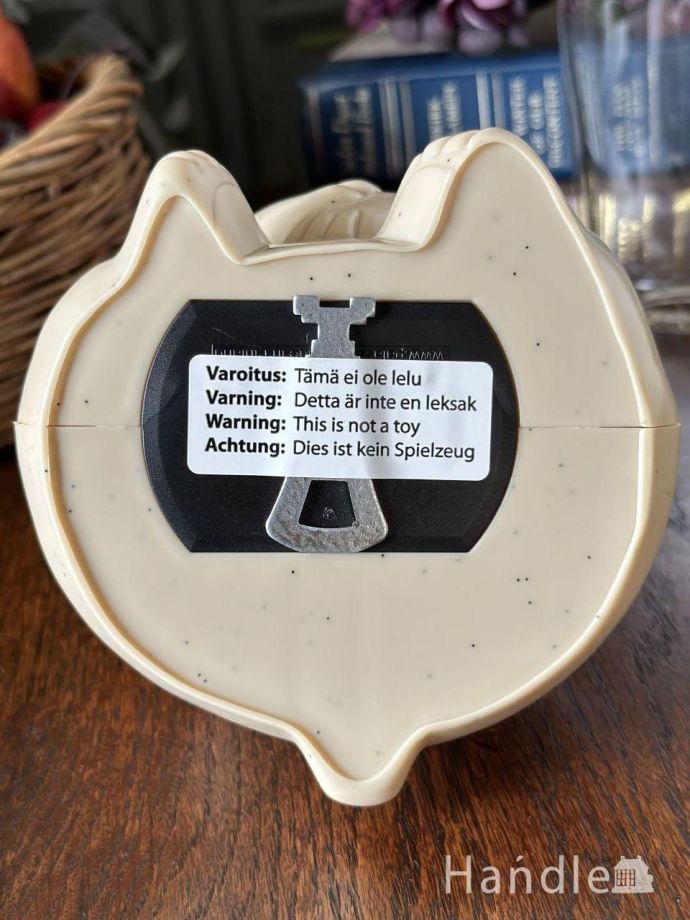 Varoitus: Tämä ei ole lelu
Varning: Detta är inte en leksak
Warning: This is not a toy
Achtung: Dies ist kein Spielzeug
Hańdle